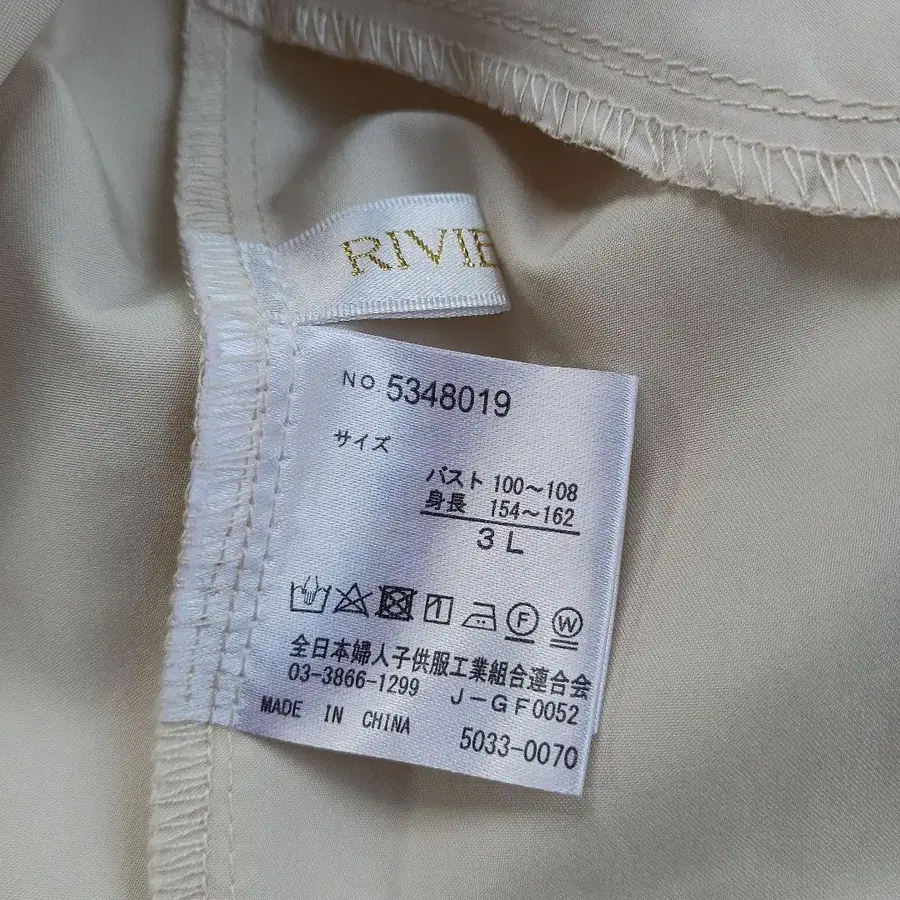 RIVIE
NO 5348019
サイズ
バスト 100～108
身長 154～162
3L
F W
全日本婦人子供服工業組合連合会
03-3866-1299 J-GF0052
MADE IN CHINA 5033-0070